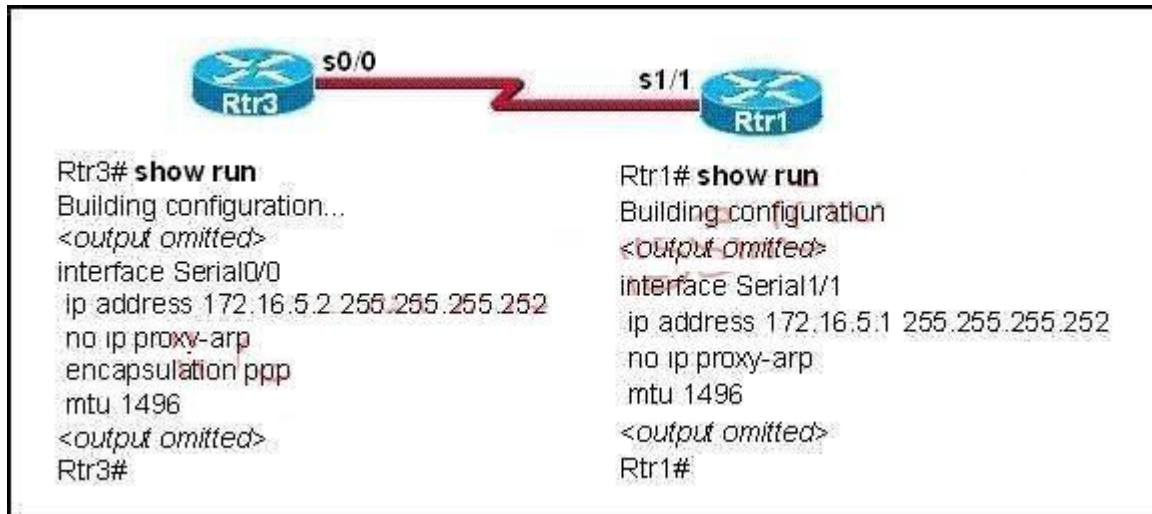 s0/0
s1/1
Rtr3
Rtr1
Rtr3# show run
Building configuration...
<output omitted>
interface Serial0/0
ip address 172.16.5.2 255.255.255.252
no ip proxy-arp
encapsulation ppp
mtu 1496
<output omitted>
Rtr3#
Rtr1# show run
Building configuration
<output omitted>
interface Serial1/1
ip address 172.16.5.1 255.255.255.252
no ip proxy-arp
mtu 1496
<output omitted>
Rtr1#